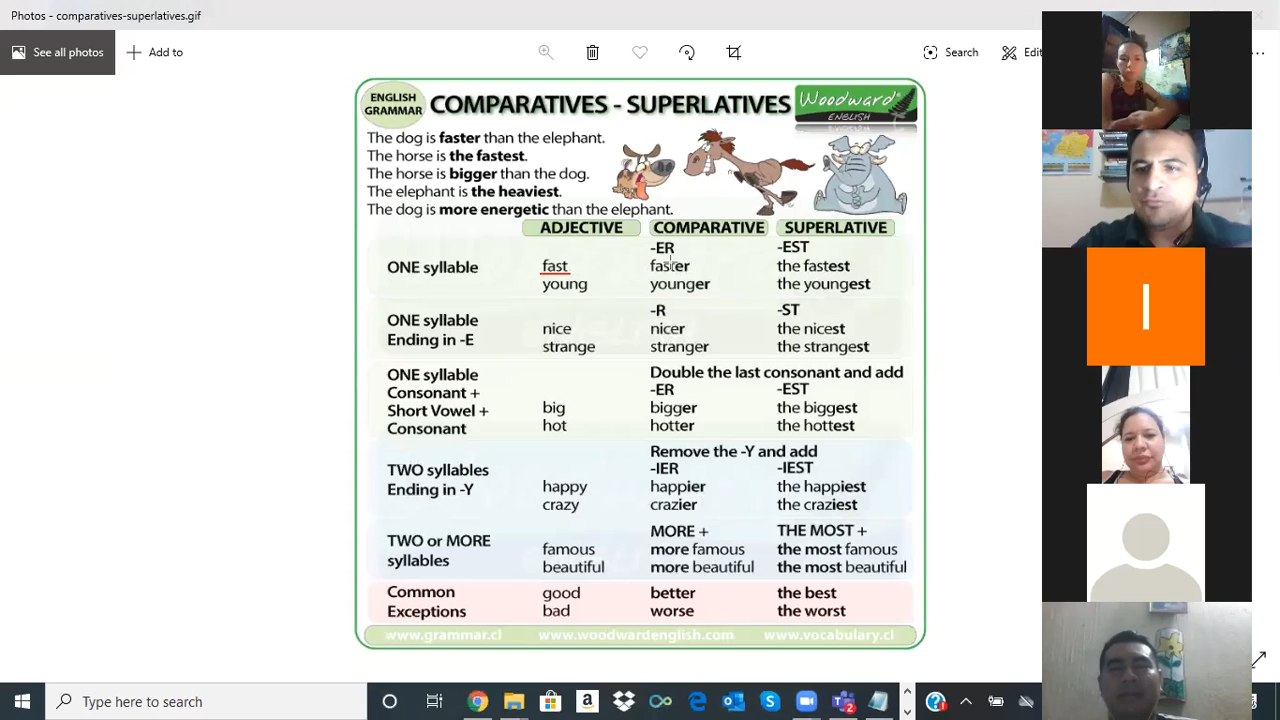 Photos - comparatives-superlatives.gif
See all photos
Add to
Search
Edit
ENGLISH
GRAMMAR
COMPARATIVES - SUPERLATIVES
Woodward
ENGLISH
The dog is faster than the elephant.
The horse is the fastest.
The horse is bigger than the dog.
The elephant is the heaviest.
The dog is more energetic than the elephant.
ADJECTIVE COMPARATIVE SUPERLATIVE
-ER -EST
ONE syllable fast faster the fastest
young younger the youngest
-R -ST
ONE syllable nice nicer the nicest
Ending in -E strange stranger the strangest
ONE syllable Double the last consonant and add
Consonant + -ER -EST
Short Vowel + big bigger the biggest
Consonant hot hotter the hottest
Remove the -Y and add
TWO syllables -IER -IEST
Ending in -Y happy happier the happiest
crazy crazier the craziest
MORE + THE MOST +
TWO or MORE famous more famous the most famous
syllables beautiful more beautiful the most beautiful
Common good better the best
Exceptions bad worse the worst
www.grammar.cl www.woodwardenglish.com www.vocabulary.cl
I
Type here to search